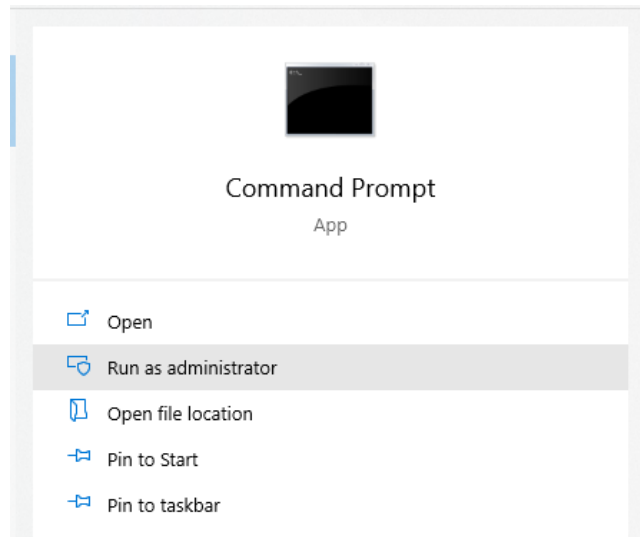 Command Prompt
App
Open
Run as administrator
Open file location
Pin to Start
Pin to taskbar